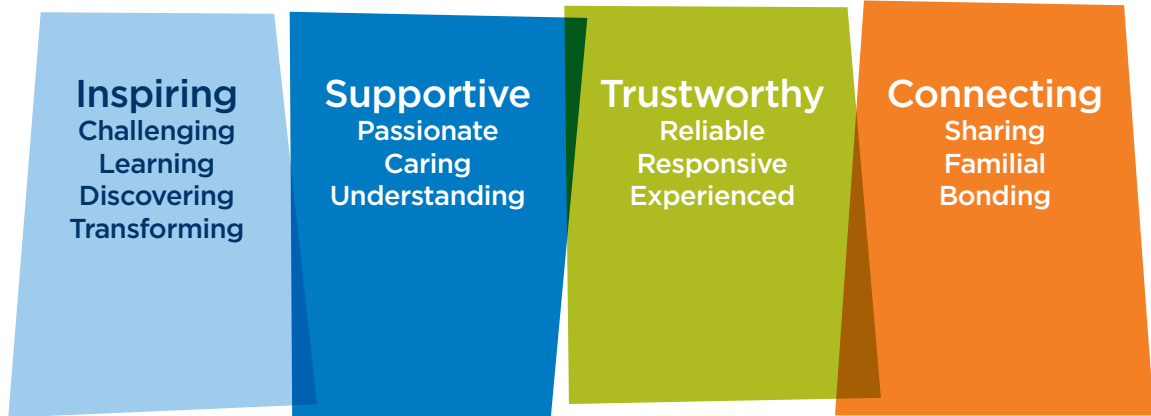 Inspiring
Challenging
Learning
Discovering
Transforming
Supportive
Passionate
Caring
Understanding
Trustworthy
Reliable
Responsive
Experienced
Connecting
Sharing
Familial
Bonding